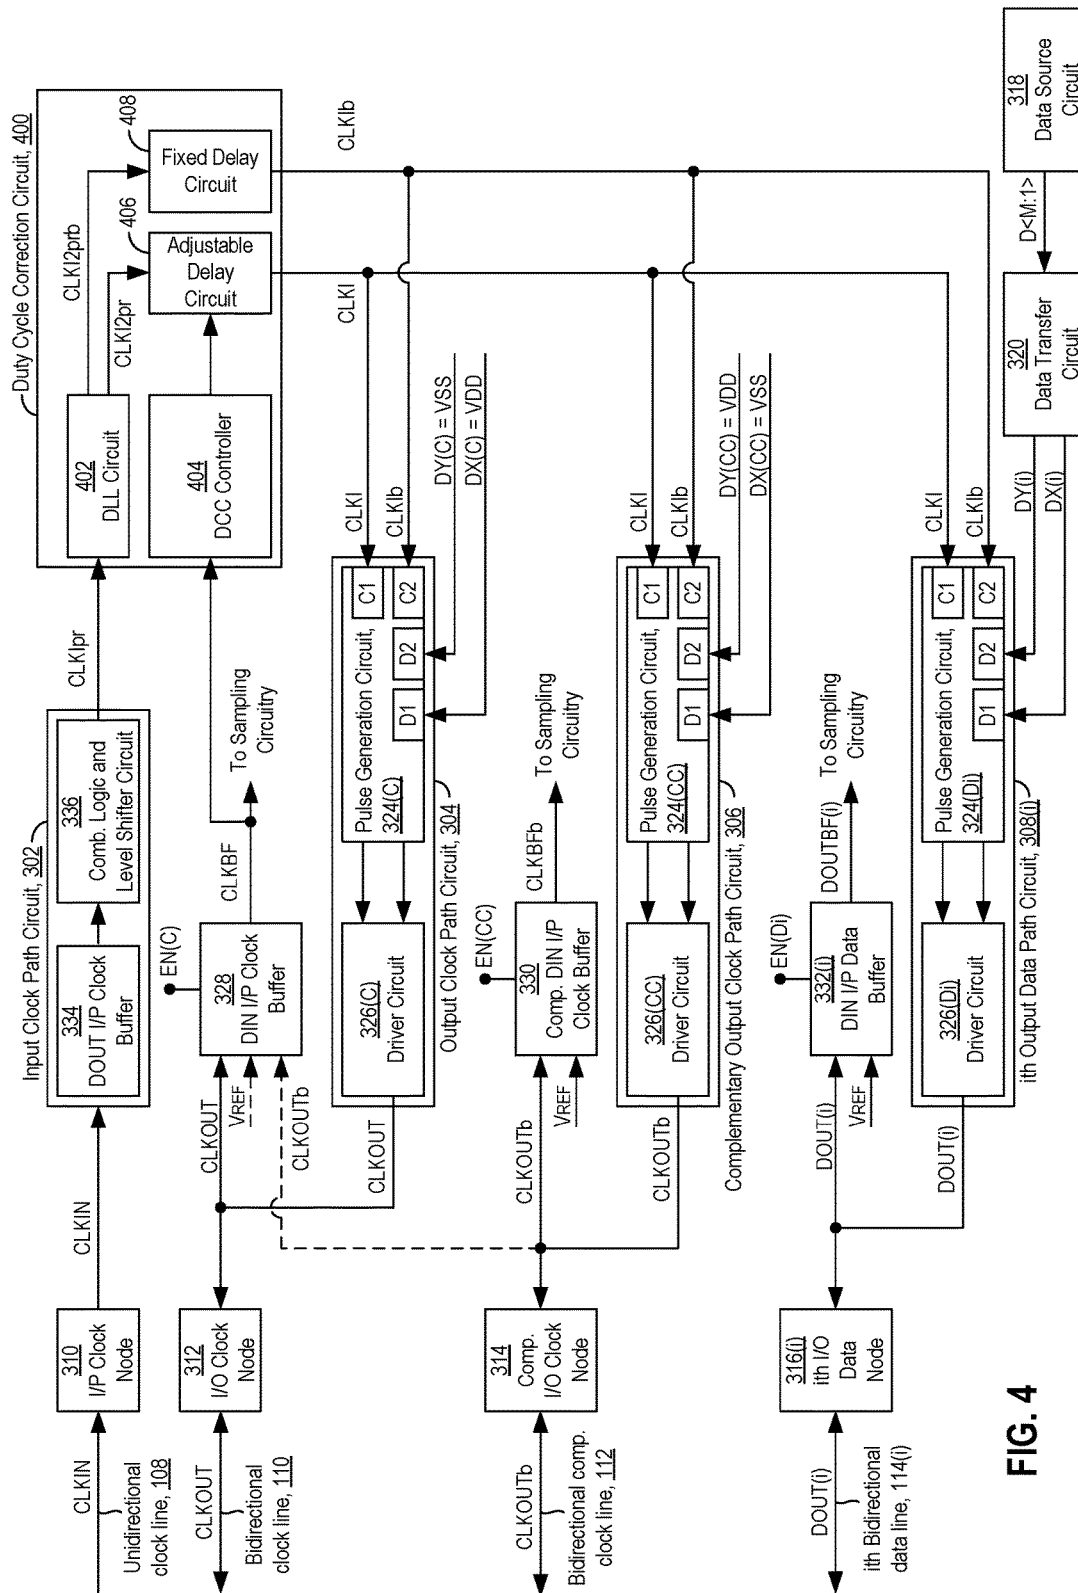 CLKIN
Unidirectional
clock line, 108
310
I/P Clock
Node
CLKIN
Input Clock Path Circuit, 302
334
DOUT I/P Clock
Buffer
336
Comb. Logic and
Level Shifter Circuit
CLKIpr
Duty Cycle Correction Circuit, 400
402
DLL Circuit
CLKI2prb
CLKI2pr
404
DCC Controller
406
Adjustable
Delay
Circuit
408
Fixed Delay
Circuit
CLKOUT
Bidirectional
clock line, 110
312
I/O Clock
Node
CLKOUT
VREF
CLKOUTb
EN(C)
328
DIN I/P Clock
Buffer
CLKBF
To Sampling
Circuitry
CLKI
CLKIb
CLKOUT
326(C)
Driver Circuit
Pulse Generation Circuit,
324(C)
C1
C2
D2
D1
CLKI
CLKIb
DY(C) = VSS
DX(C) = VDD
Output Clock Path Circuit, 304
CLKOUTb
Bidirectional comp.
clock line, 112
314
Comp.
I/O Clock
Node
CLKOUTb
VREF
EN(CC)
330
Comp. DIN I/P
Clock Buffer
CLKBFb
To Sampling
Circuitry
CLKOUTb
326(CC)
Driver Circuit
Pulse Generation Circuit,
324(CC)
C1
C2
D2
D1
CLKI
CLKIb
DY(CC) = VDD
DX(CC) = VSS
Complementary Output Clock Path Circuit, 306
DOUT(i)
ith Bidirectional
data line, 114(i)
316(i)
ith I/O
Data
Node
DOUT(i)
VREF
EN(Di)
332(i)
DIN I/P Data
Buffer
DOUTBF(i)
To Sampling
Circuitry
DOUT(i)
326(Di)
Driver Circuit
Pulse Generation Circuit,
324(Di)
C1
C2
D2
D1
CLKI
CLKIb
DY(i)
DX(i)
ith Output Data Path Circuit, 308(i)
320
Data Transfer
Circuit
D<M:1>
318
Data Source
Circuit
FIG. 4